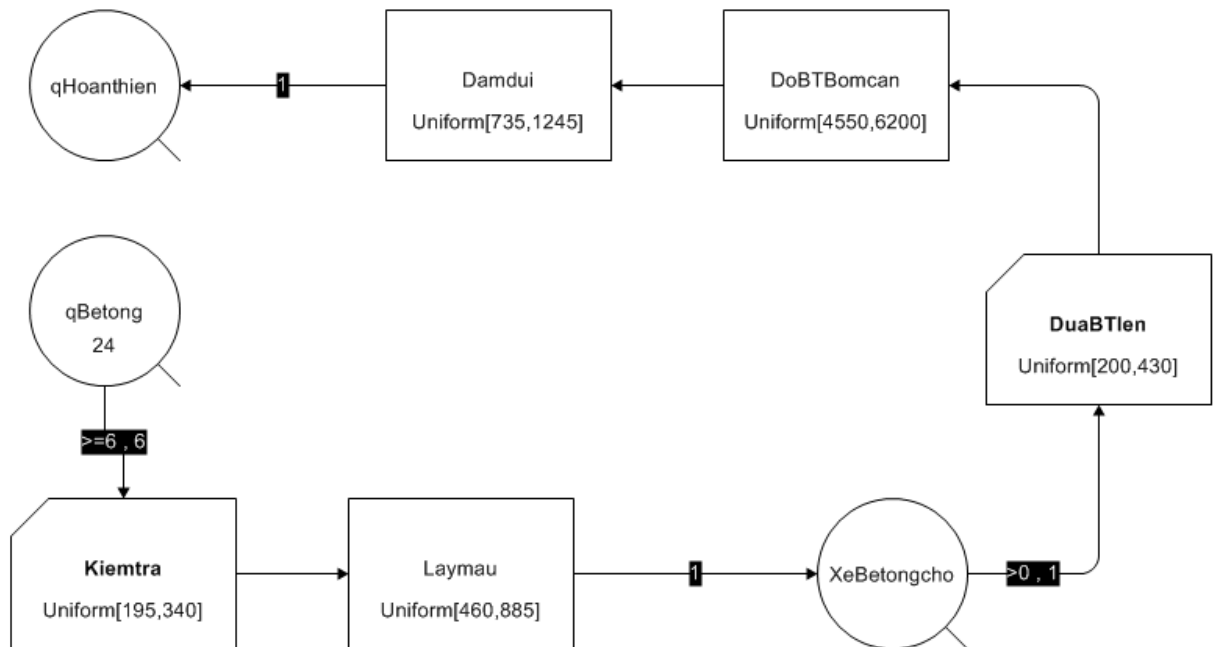 qHoanthien
1
Damdui
Uniform[735,1245]
DoBTBomcan
Uniform[4550,6200]
qBetong
24
>=6 , 6
DuaBTlen
Uniform[200,430]
Kiemtra
Uniform[195,340]
Laymau
Uniform[460,885]
1
XeBetongcho
>0 , 1